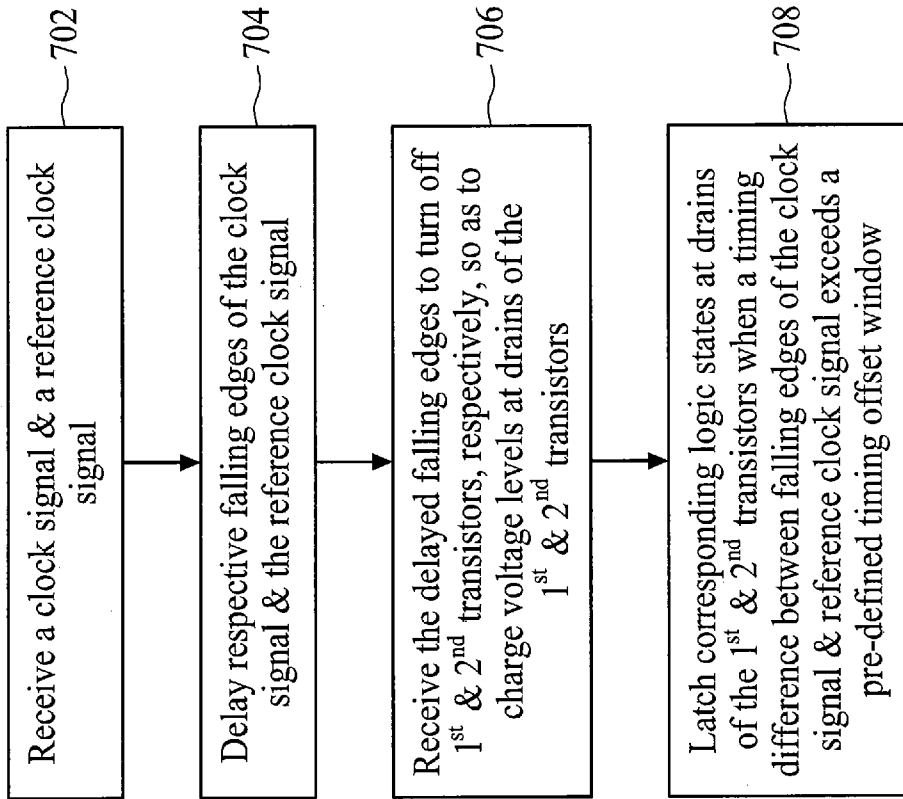 Receive a clock signal & a reference clock
signal
702
Delay respective falling edges of the clock
signal & the reference clock signal
704
Receive the delayed falling edges to turn off
1st & 2nd transistors, respectively, so as to
charge voltage levels at drains of the
1st & 2nd transistors
706
Latch corresponding logic states at drains
of the 1st & 2nd transistors when a timing
difference between falling edges of the clock
signal & reference clock signal exceeds a
pre-defined timing offset window
708